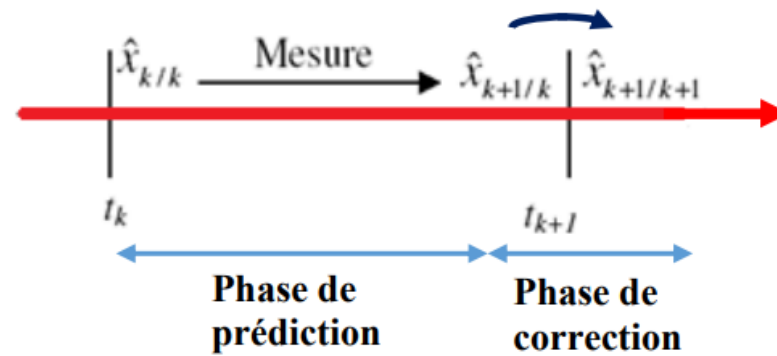 x̂k/k Mesure x̂k+1/k x̂k+1/k+1
tk tk+1
Phase de prédiction
Phase de correction